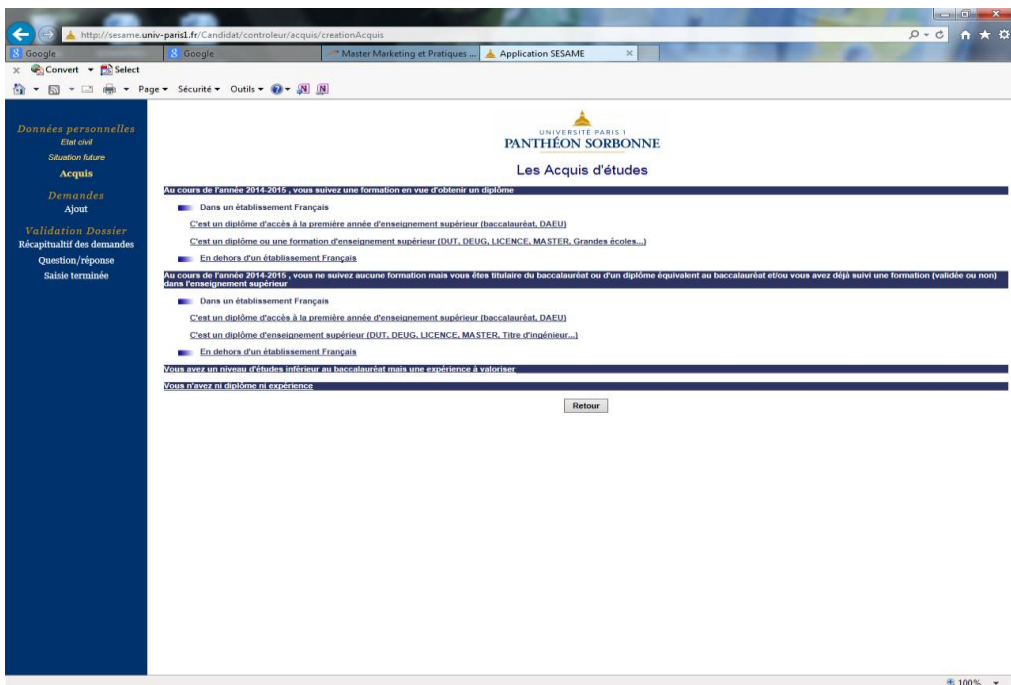 http://sesame.univ-paris1.fr/Candidat/controleur/acquis/creationAcquis
Google
Google
Master Marketing et Pratiques ...
Application SESAME
Convert Select
Page Sécurité Outils
Données personnelles
Etat civil
Situation future
Acquis
Demandes
Ajout
Validation Dossier
Récapitualtif des demandes
Question/réponse
Saisie terminée
UNIVERSITÉ PARIS 1
PANTHÉON SORBONNE
Les Acquis d'études
Au cours de l'année 2014-2015 , vous suivez une formation en vue d'obtenir un diplôme
Dans un établissement Français
C'est un diplôme d'accès à la première année d'enseignement supérieur (baccalauréat, DAEU)
C'est un diplôme ou une formation d'enseignement supérieur (DUT, DEUG, LICENCE, MASTER, Grandes écoles...)
En dehors d'un établissement Français
Au cours de l'année 2014-2015 , vous ne suivez aucune formation mais vous êtes titulaire du baccalauréat ou d'un diplôme équivalent au baccalauréat et/ou vous avez déjà suivi une formation (validée ou non)
dans l'enseignement supérieur
Dans un établissement Français
C'est un diplôme d'accès à la première année d'enseignement supérieur (baccalauréat, DAEU)
C'est un diplôme d'enseignement supérieur (DUT, DEUG, LICENCE, MASTER, Titre d'ingénieur...)
En dehors d'un établissement Français
Vous avez un niveau d'études inférieur au baccalauréat mais une expérience à valoriser
Vous n'avez ni diplôme ni expérience
Retour
100%